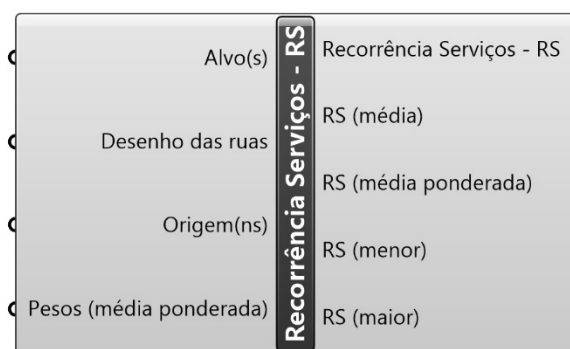 Alvo(s)
Desenho das ruas
Origem(ns)
Pesos (média ponderada)
Recorrência Serviços - RS
Recorrência Serviços - RS
RS (média)
RS (média ponderada)
RS (menor)
RS (maior)